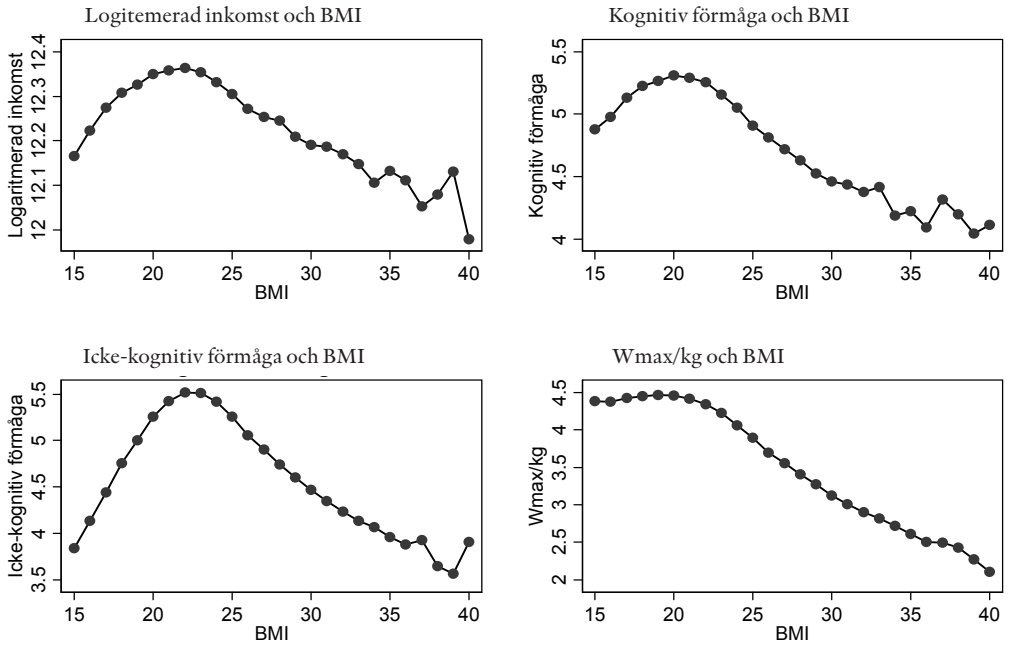 Logitemerad inkomst och BMI
Logaritmerad inkomst
12.4
12.3
12.2
12.1
12
15 20 25 30 35 40
BMI
Kognitiv förmåga och BMI
Kognitiv förmåga
5.5
5
4.5
4
15 20 25 30 35 40
BMI
Icke-kognitiv förmåga och BMI
Icke-kognitiv förmåga
5.5
5
4.5
4
3.5
15 20 25 30 35 40
BMI
Wmax/kg och BMI
Wmax/kg
4.5
4
3.5
3
2.5
2
15 20 25 30 35 40
BMI